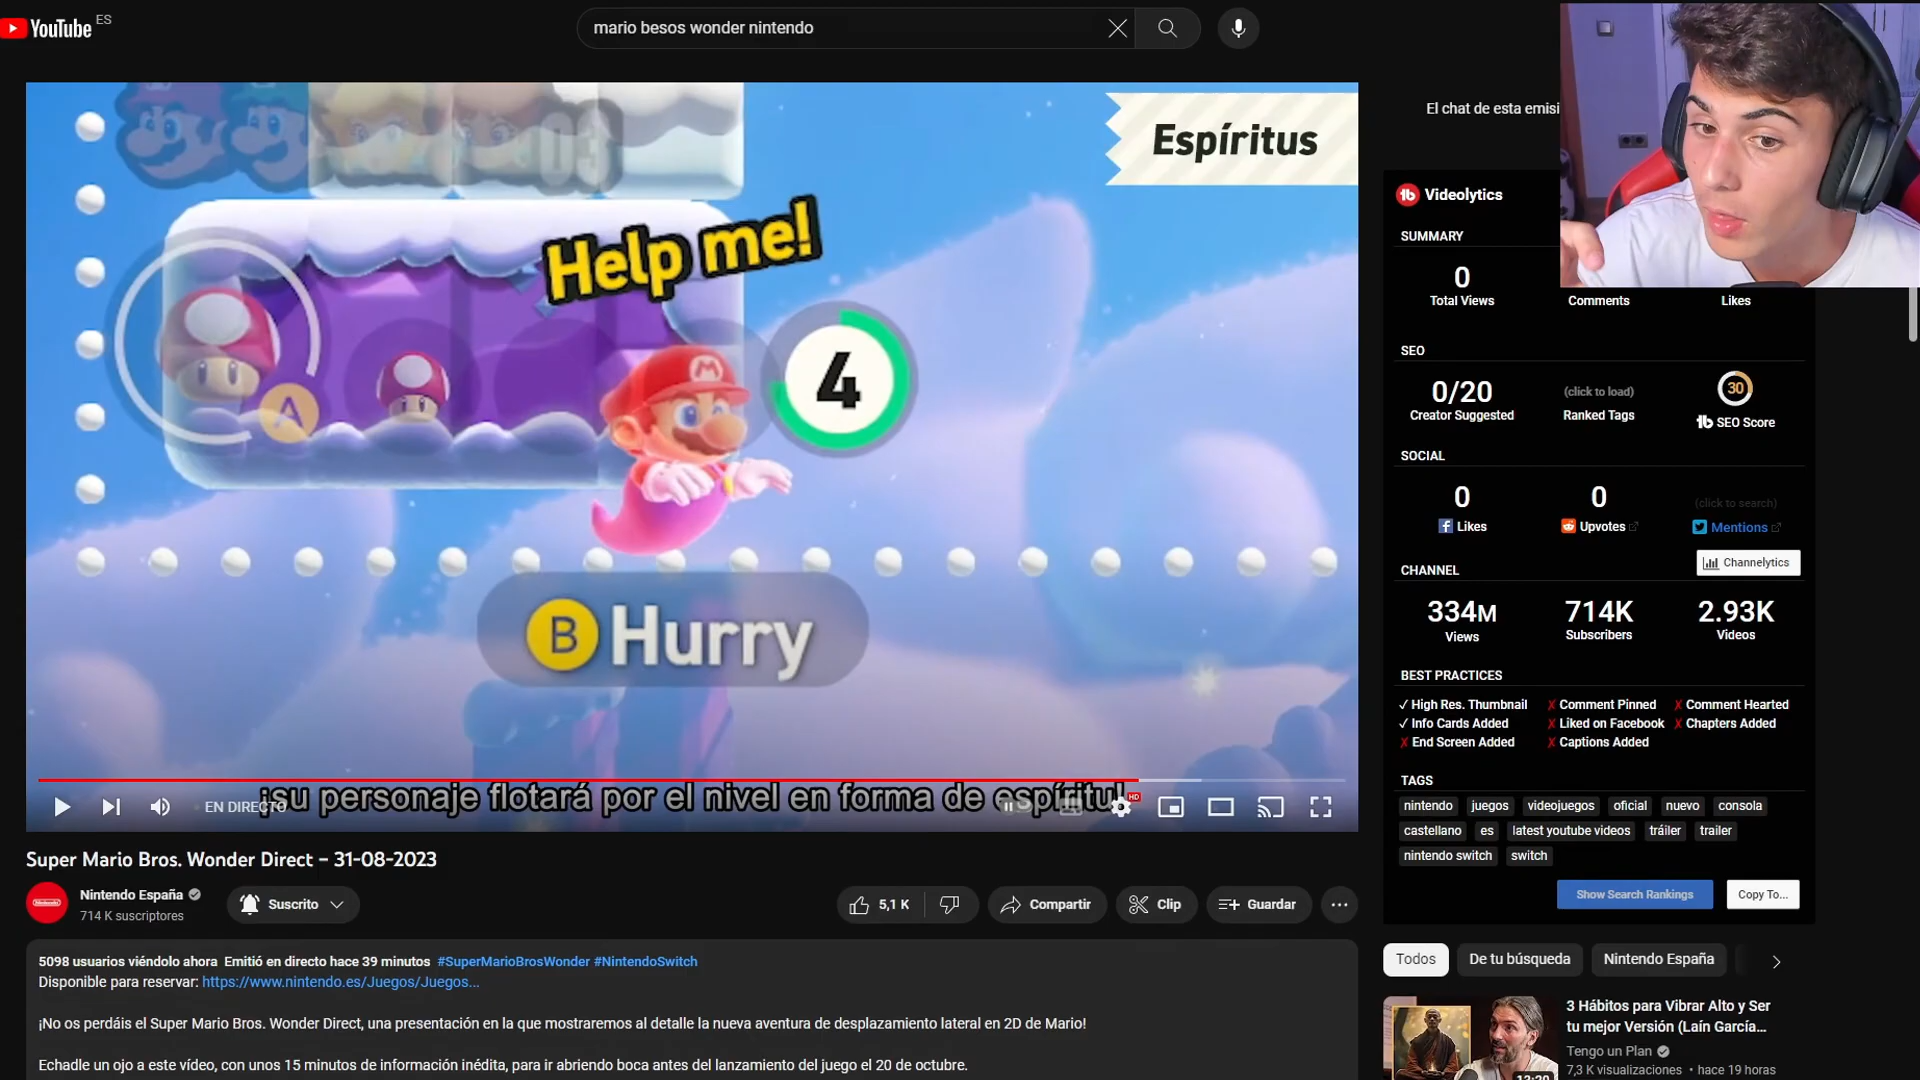 YouTube ES
mario besos wonder nintendo
03
Espíritus
Help me!
A
M
4
B Hurry
¡su personaje flotará por el nivel en forma de espíritu!
EN DIRECTO
HD
Super Mario Bros. Wonder Direct – 31-08-2023
Nintendo España
714 K suscriptores
Suscrito
5,1 K
Compartir
Clip
Guardar
5098 usuarios viéndolo ahora Emitió en directo hace 39 minutos #SuperMarioBrosWonder #NintendoSwitch
Disponible para reservar: https://www.nintendo.es/Juegos/Juegos...
¡No os perdáis el Super Mario Bros. Wonder Direct, una presentación en la que mostraremos al detalle la nueva aventura de desplazamiento lateral en 2D de Mario!
Echadle un ojo a este vídeo, con unos 15 minutos de información inédita, para ir abriendo boca antes del lanzamiento del juego el 20 de octubre.
El chat de esta emisi
Videolytics
SUMMARY
0
Total Views Comments Likes
SEO
0/20 (click to load) 30
Creator Suggested Ranked Tags SEO Score
SOCIAL
0 0 (click to search)
Likes Upvotes Mentions
CHANNEL Channelytics
334M 714K 2.93K
Views Subscribers Videos
BEST PRACTICES
✓ High Res. Thumbnail ✗ Comment Pinned ✗ Comment Hearted
✓ Info Cards Added ✗ Liked on Facebook ✗ Chapters Added
✗ End Screen Added ✗ Captions Added
TAGS
nintendo juegos videojuegos oficial nuevo consola
castellano es latest youtube videos tráiler trailer
nintendo switch switch
Show Search Rankings Copy To...
Todos De tu búsqueda Nintendo España
3 Hábitos para Vibrar Alto y Ser
tu mejor Versión (Laín García...
Tengo un Plan
7,3 K visualizaciones • hace 19 horas